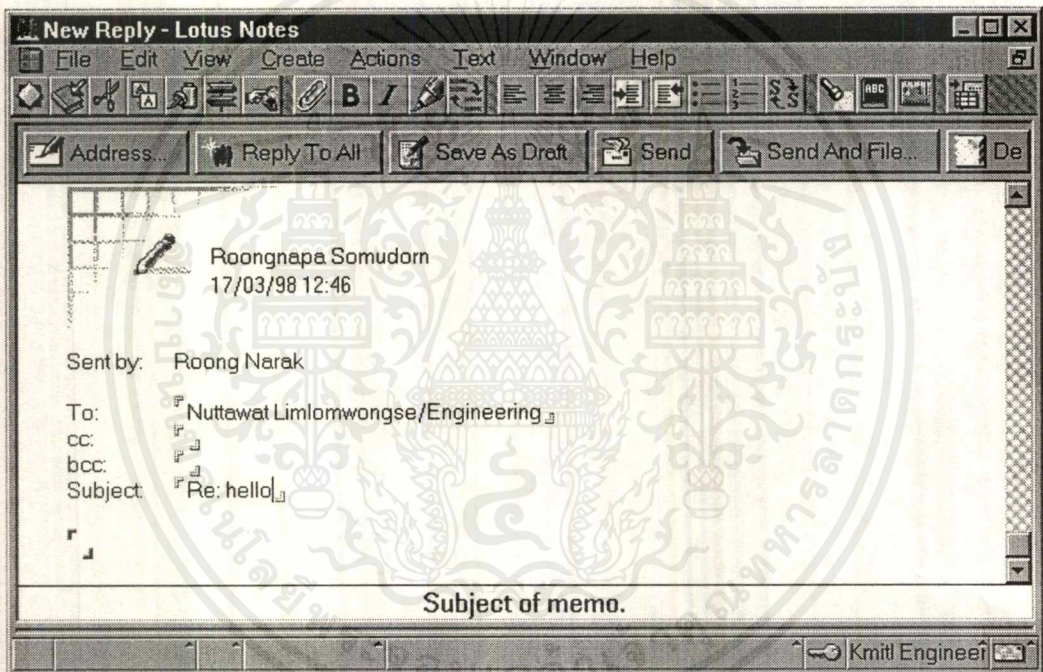 New Reply - Lotus Notes
File Edit View Create Actions Text Window Help
Address... Reply To All Save As Draft Send Send And File... De
Roongnapa Somudorn
17/03/98 12:46
Sent by: Roong Narak
To: Nuttawat Limlomwongse/Engineering
cc:
bcc:
Subject: Re: hello
Subject of memo.
Kmitl Engineer